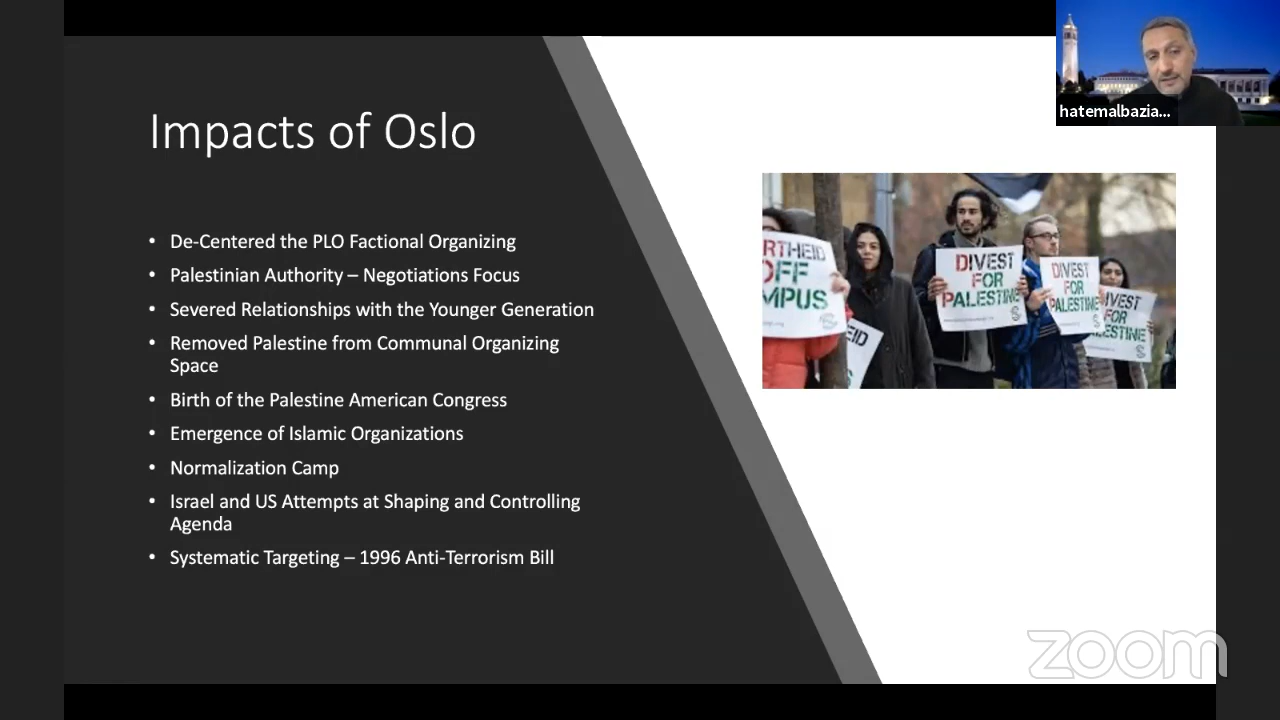 hatemalbazia...
Impacts of Oslo
• De-Centered the PLO Factional Organizing
• Palestinian Authority – Negotiations Focus
• Severed Relationships with the Younger Generation
• Removed Palestine from Communal Organizing
Space
• Birth of the Palestine American Congress
• Emergence of Islamic Organizations
• Normalization Camp
• Israel and US Attempts at Shaping and Controlling
Agenda
• Systematic Targeting – 1996 Anti-Terrorism Bill
RTHEID
OFF
MPUS
EID
DIVEST
FOR
PALESTINE
DIVEST
FOR
PALESTINE
IVEST
FOR
LESTINE
zoom